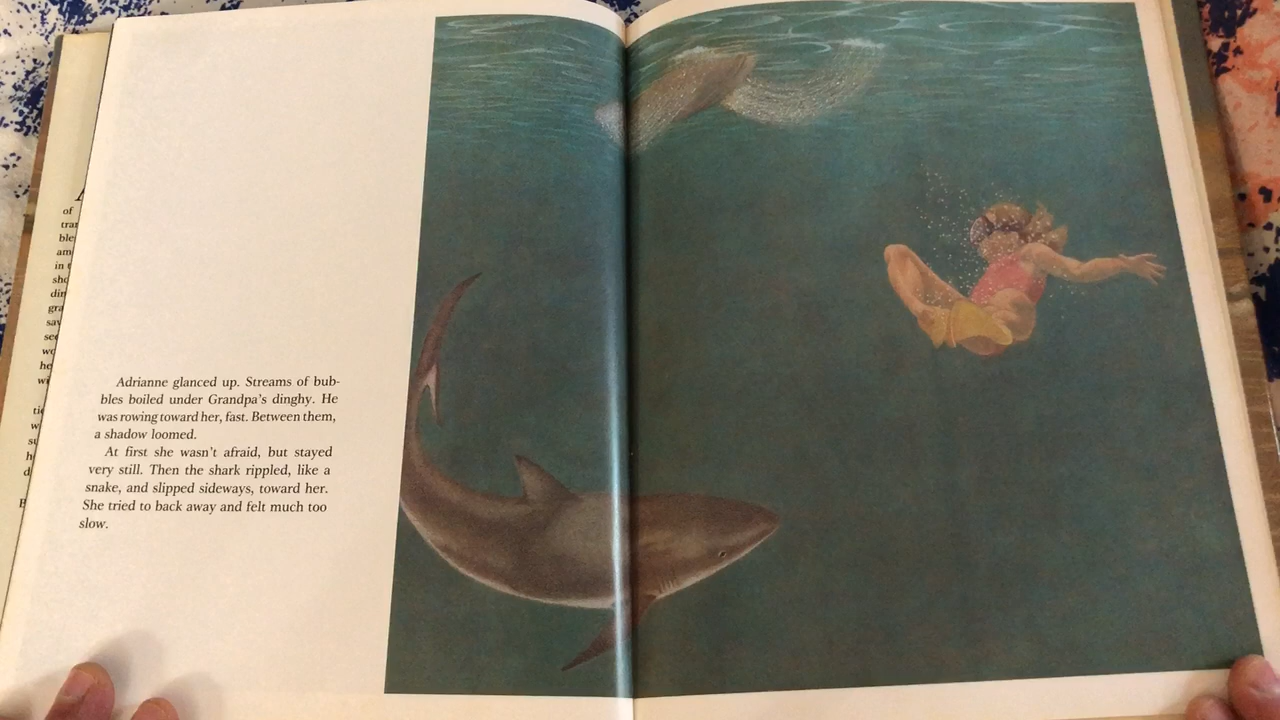 of
Adrianne glanced up. Streams of bub-
bles boiled under Grandpa's dinghy. He
was rowing toward her, fast. Between them,
a shadow loomed.
At first she wasn't afraid, but stayed
very still. Then the shark rippled, like a
snake, and slipped sideways, toward her.
She tried to back away and felt much too
slow.